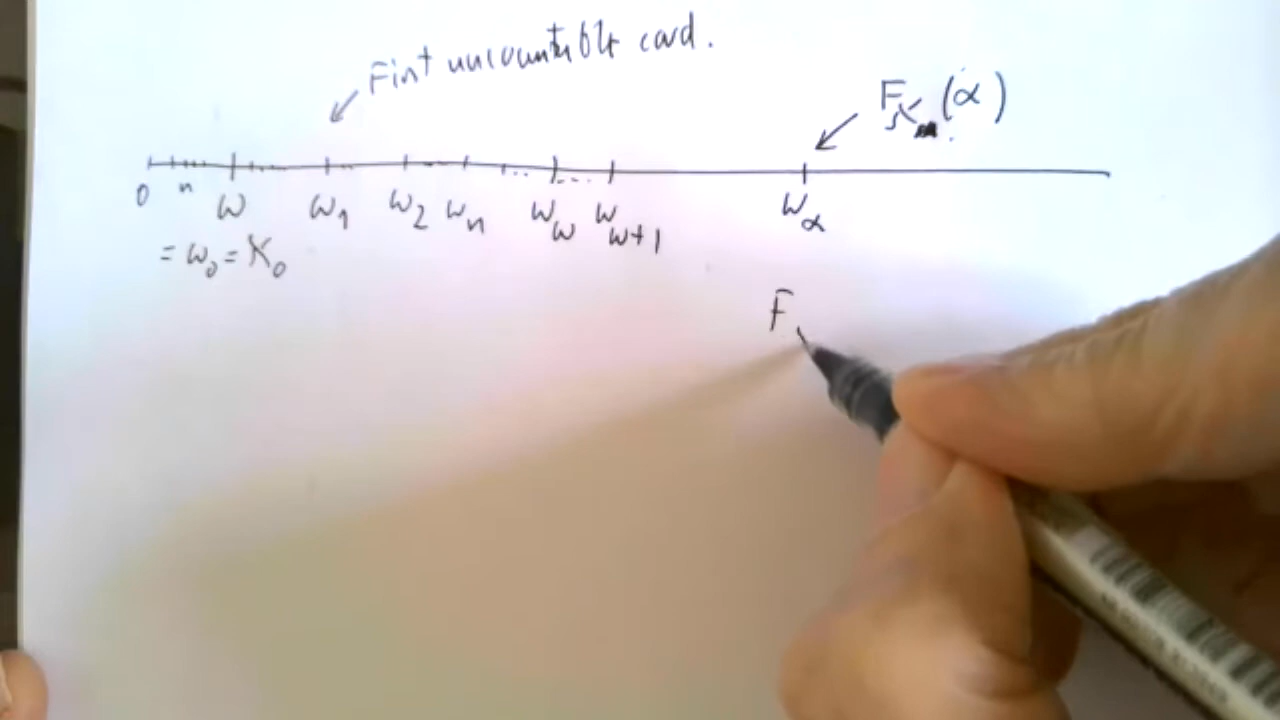 First uncountable card.
F (α)
0 n ω ω₁ ω₂ ωₙ ω_ω ω_ω+1 ω_α
= ω₀ = ℵ₀
F